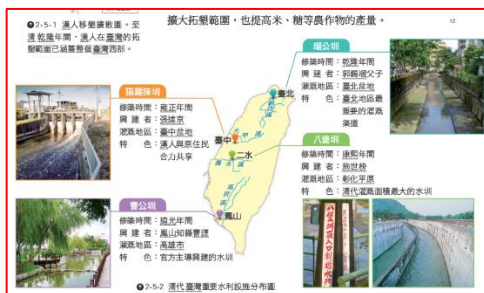 擴大拓墾範圍,也提高米、糖等農作物的產量。
12
2-5-1 漢人移墾擴散圖。至
清 乾隆年間,漢人在臺灣的拓
墾範圍已涵蓋整個臺灣西部。
瑠公圳
修築時間:乾隆年間
興建者:郭錫瑠父子
灌溉地區:臺北盆地
特色:臺北地區最
重要的灌溉
渠道
貓霧捒圳
修築時間:雍正年間
興建者:張達京
灌溉地區:臺中盆地
特色:漢人與原住民
合力共享
八堡圳
修築時間:康熙年間
興建者:施世榜
灌溉地區:彰化平原
特色:清代灌溉面積最大的水圳
曹公圳
修築時間:道光年間
興建者:鳳山知縣曹謹
灌溉地區:高雄市
特色:官方主導興建的水圳
臺北
臺中
大甲溪
二水
濁水溪
高屏溪
鳳山
2-5-2 清代臺灣重要水利設施分布圖